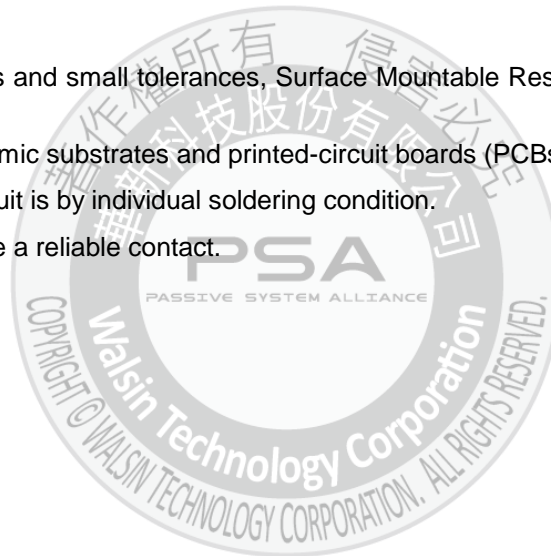 s and small tolerances, Surface Mountable Res
mic substrates and printed-circuit boards (PCBs
uit is by individual soldering condition.
e a reliable contact.
著作權所有 侵害必究
華新科技股份有限公司
PSA
PASSIVE SYSTEM ALLIANCE
Walsin Technology Corporation
COPYRIGHT © WALSIN TECHNOLOGY CORPORATION. ALL RIGHTS RESERVED.